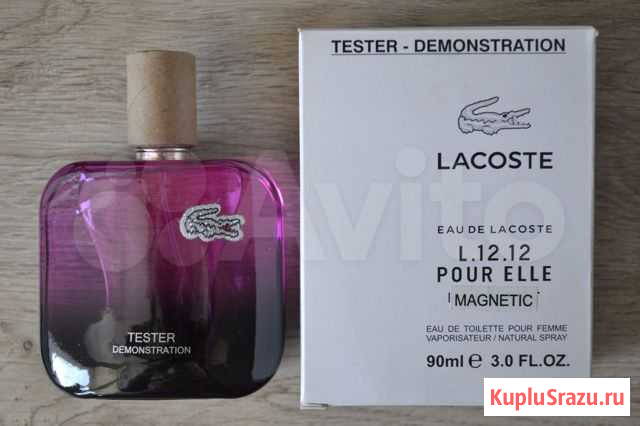 TESTER - DEMONSTRATION
LACOSTE
EAU DE LACOSTE
L.12.12
POUR ELLE
MAGNETIC
EAU DE TOILETTE POUR FEMME
VAPORISATEUR / NATURAL SPRAY
90ml e 3.0 FL.OZ.
TESTER
DEMONSTRATION
Avito
KupluSrazu.ru